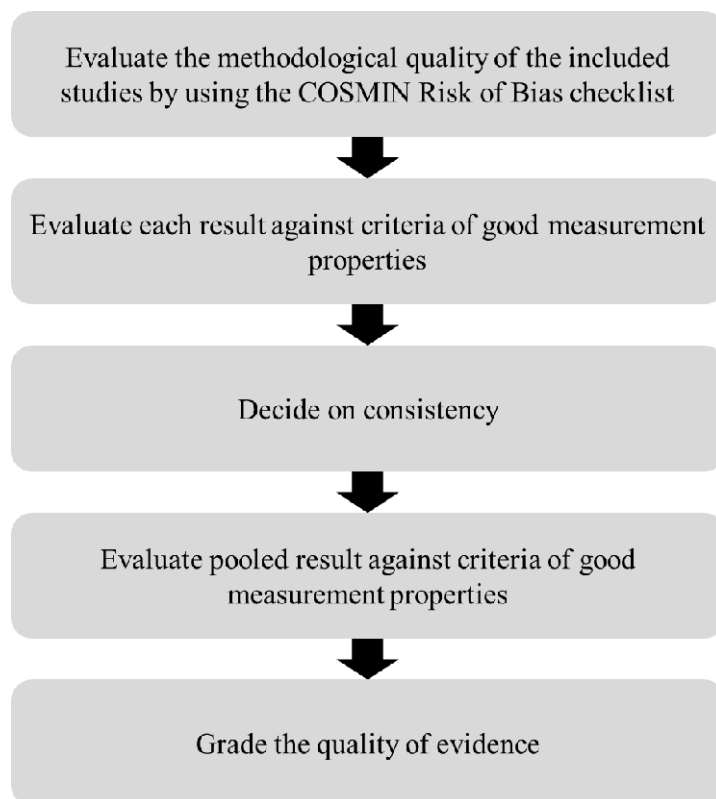 Evaluate the methodological quality of the included
studies by using the COSMIN Risk of Bias checklist
Evaluate each result against criteria of good measurement
properties
Decide on consistency
Evaluate pooled result against criteria of good
measurement properties
Grade the quality of evidence